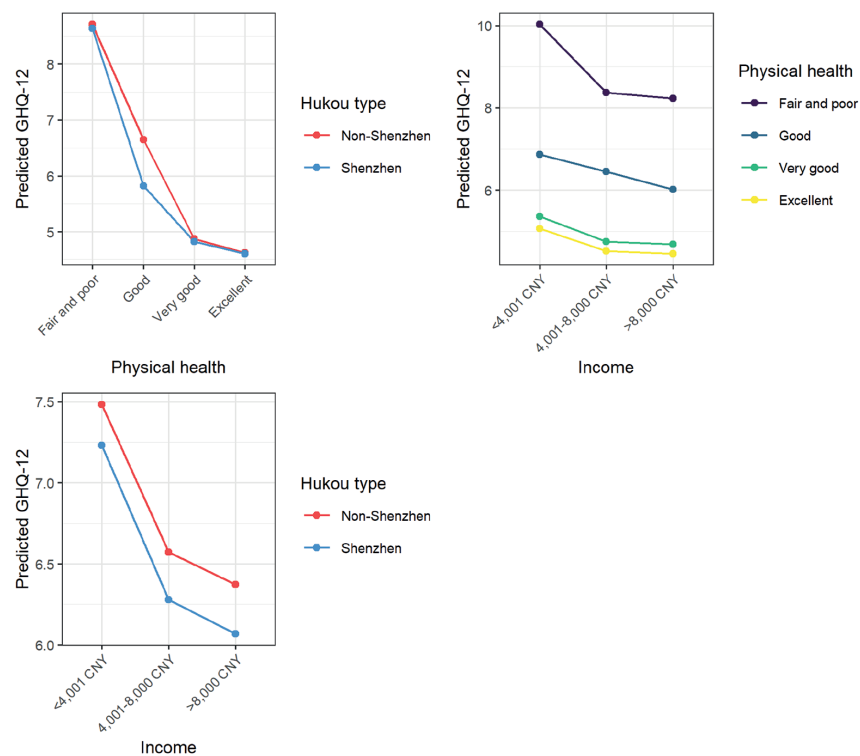 Predicted GHQ-12
8
7
6
5
Fair and poor
Good
Very good
Excellent
Physical health
Hukou type
Non-Shenzhen
Shenzhen
Predicted GHQ-12
10
8
6
<4,001 CNY
4,001-8,000 CNY
>8,000 CNY
Income
Physical health
Fair and poor
Good
Very good
Excellent
Predicted GHQ-12
7.5
7.0
6.5
6.0
<4,001 CNY
4,001-8,000 CNY
>8,000 CNY
Income
Hukou type
Non-Shenzhen
Shenzhen